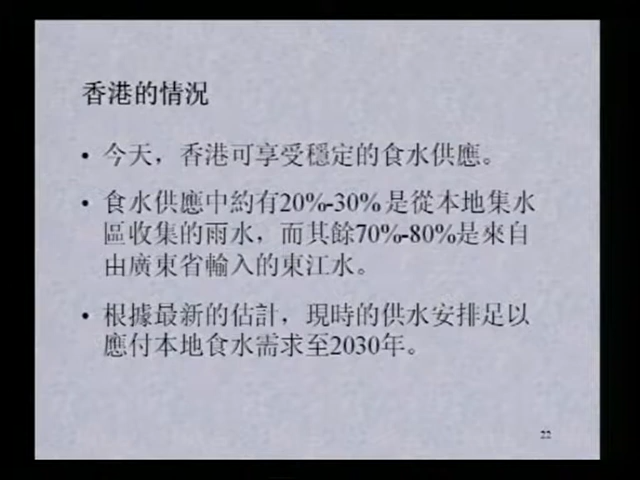 香港的情況
• 今天，香港可享受穩定的食水供應。
• 食水供應中約有20%-30%是從本地集水
區收集的雨水，而其餘70%-80%是來自
由廣東省輸入的東江水。
• 根據最新的估計，現時的供水安排足以
應付本地食水需求至2030年。
22